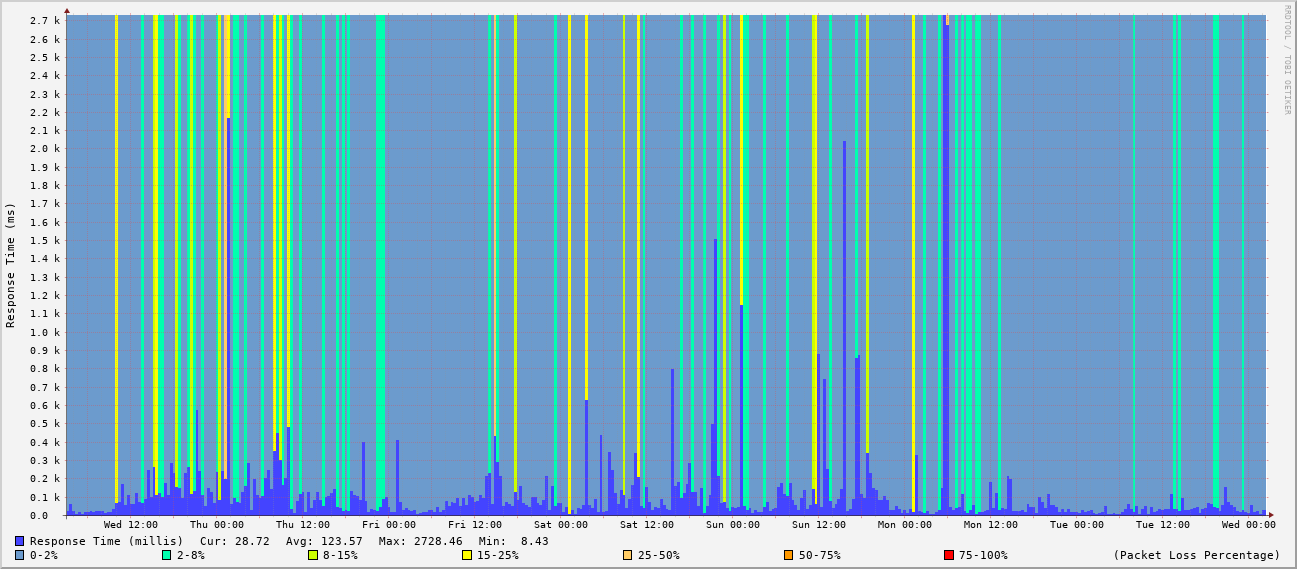 2.7 k
2.6 k
2.5 k
2.4 k
2.3 k
2.2 k
2.1 k
2.0 k
1.9 k
1.8 k
1.7 k
1.6 k
1.5 k
1.4 k
1.3 k
1.2 k
1.1 k
1.0 k
0.9 k
0.8 k
0.7 k
0.6 k
0.5 k
0.4 k
0.3 k
0.2 k
0.1 k
0.0
Response Time (ms)
RRDTOOL / TOBI OETIKER
Wed 12:00 Thu 00:00 Thu 12:00 Fri 00:00 Fri 12:00 Sat 00:00 Sat 12:00 Sun 00:00 Sun 12:00 Mon 00:00 Mon 12:00 Tue 00:00 Tue 12:00 Wed 00:00
Response Time (millis) Cur: 28.72 Avg: 123.57 Max: 2728.46 Min: 8.43
0-2% 2-8% 8-15% 15-25% 25-50% 50-75% 75-100% (Packet Loss Percentage)